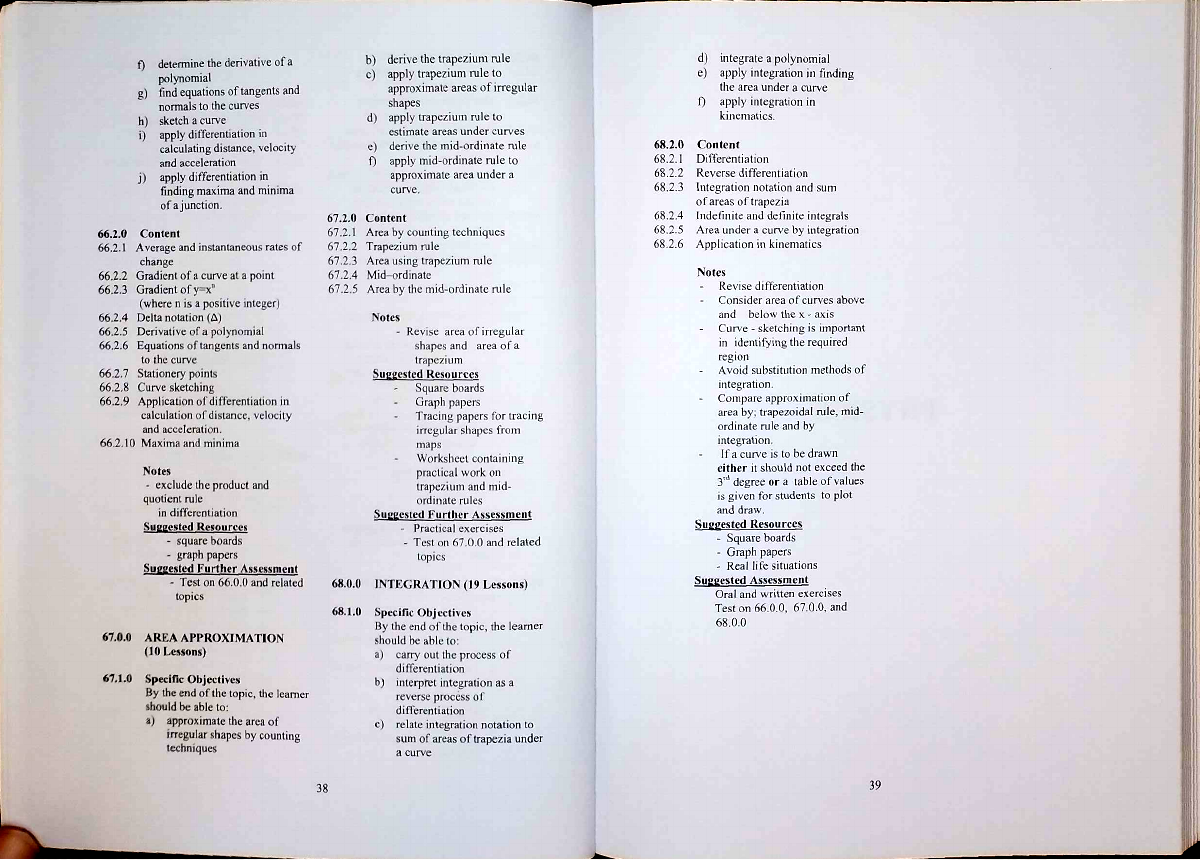 f) determine the derivative of a
polynomial
g) find equations of tangents and
normals to the curves
h) sketch a curve
i) apply differentiation in
calculating distance, velocity
and acceleration
j) apply differentiation in
finding maxima and minima
of a junction.
66.2.0 Content
66.2.1 Average and instantaneous rates of
change
66.2.2 Gradient of a curve at a point
66.2.3 Gradient of y=xⁿ
(where n is a positive integer)
66.2.4 Delta notation (Δ)
66.2.5 Derivative of a polynomial
66.2.6 Equations of tangents and normals
to the curve
66.2.7 Stationery points
66.2.8 Curve sketching
66.2.9 Application of differentiation in
calculation of distance, velocity
and acceleration.
66.2.10 Maxima and minima
Notes
- exclude the product and
quotient rule
in differentiation
Suggested Resources
- square boards
- graph papers
Suggested Further Assessment
- Test on 66.0.0 and related
topics
67.0.0 AREA APPROXIMATION
(10 Lessons)
67.1.0 Specific Objectives
By the end of the topic, the learner
should be able to:
a) approximate the area of
irregular shapes by counting
techniques
b) derive the trapezium rule
c) apply trapezium rule to
approximate areas of irregular
shapes
d) apply trapezium rule to
estimate areas under curves
e) derive the mid-ordinate rule
f) apply mid-ordinate rule to
approximate area under a
curve.
67.2.0 Content
67.2.1 Area by counting techniques
67.2.2 Trapezium rule
67.2.3 Area using trapezium rule
67.2.4 Mid–ordinate
67.2.5 Area by the mid-ordinate rule
Notes
- Revise area of irregular
shapes and area of a
trapezium
Suggested Resources
- Square boards
- Graph papers
- Tracing papers for tracing
irregular shapes from
maps
- Worksheet containing
practical work on
trapezium and mid-
ordinate rules
Suggested Further Assessment
- Practical exercises
- Test on 67.0.0 and related
topics
68.0.0 INTEGRATION (19 Lessons)
68.1.0 Specific Objectives
By the end of the topic, the learner
should be able to:
a) carry out the process of
differentiation
b) interpret integration as a
reverse process of
differentiation
c) relate integration notation to
sum of areas of trapezia under
a curve
38
d) integrate a polynomial
e) apply integration in finding
the area under a curve
f) apply integration in
kinematics.
68.2.0 Content
68.2.1 Differentiation
68.2.2 Reverse differentiation
68.2.3 Integration notation and sum
of areas of trapezia
68.2.4 Indefinite and definite integrals
68.2.5 Area under a curve by integration
68.2.6 Application in kinematics
Notes
- Revise differentiation
- Consider area of curves above
and below the x - axis
- Curve - sketching is important
in identifying the required
region
- Avoid substitution methods of
integration.
- Compare approximation of
area by; trapezoidal rule, mid-
ordinate rule and by
integration.
- If a curve is to be drawn
either it should not exceed the
3rd degree or a table of values
is given for students to plot
and draw.
Suggested Resources
- Square boards
- Graph papers
- Real life situations
Suggested Assessment
Oral and written exercises
Test on 66.0.0, 67.0.0, and
68.0.0
39